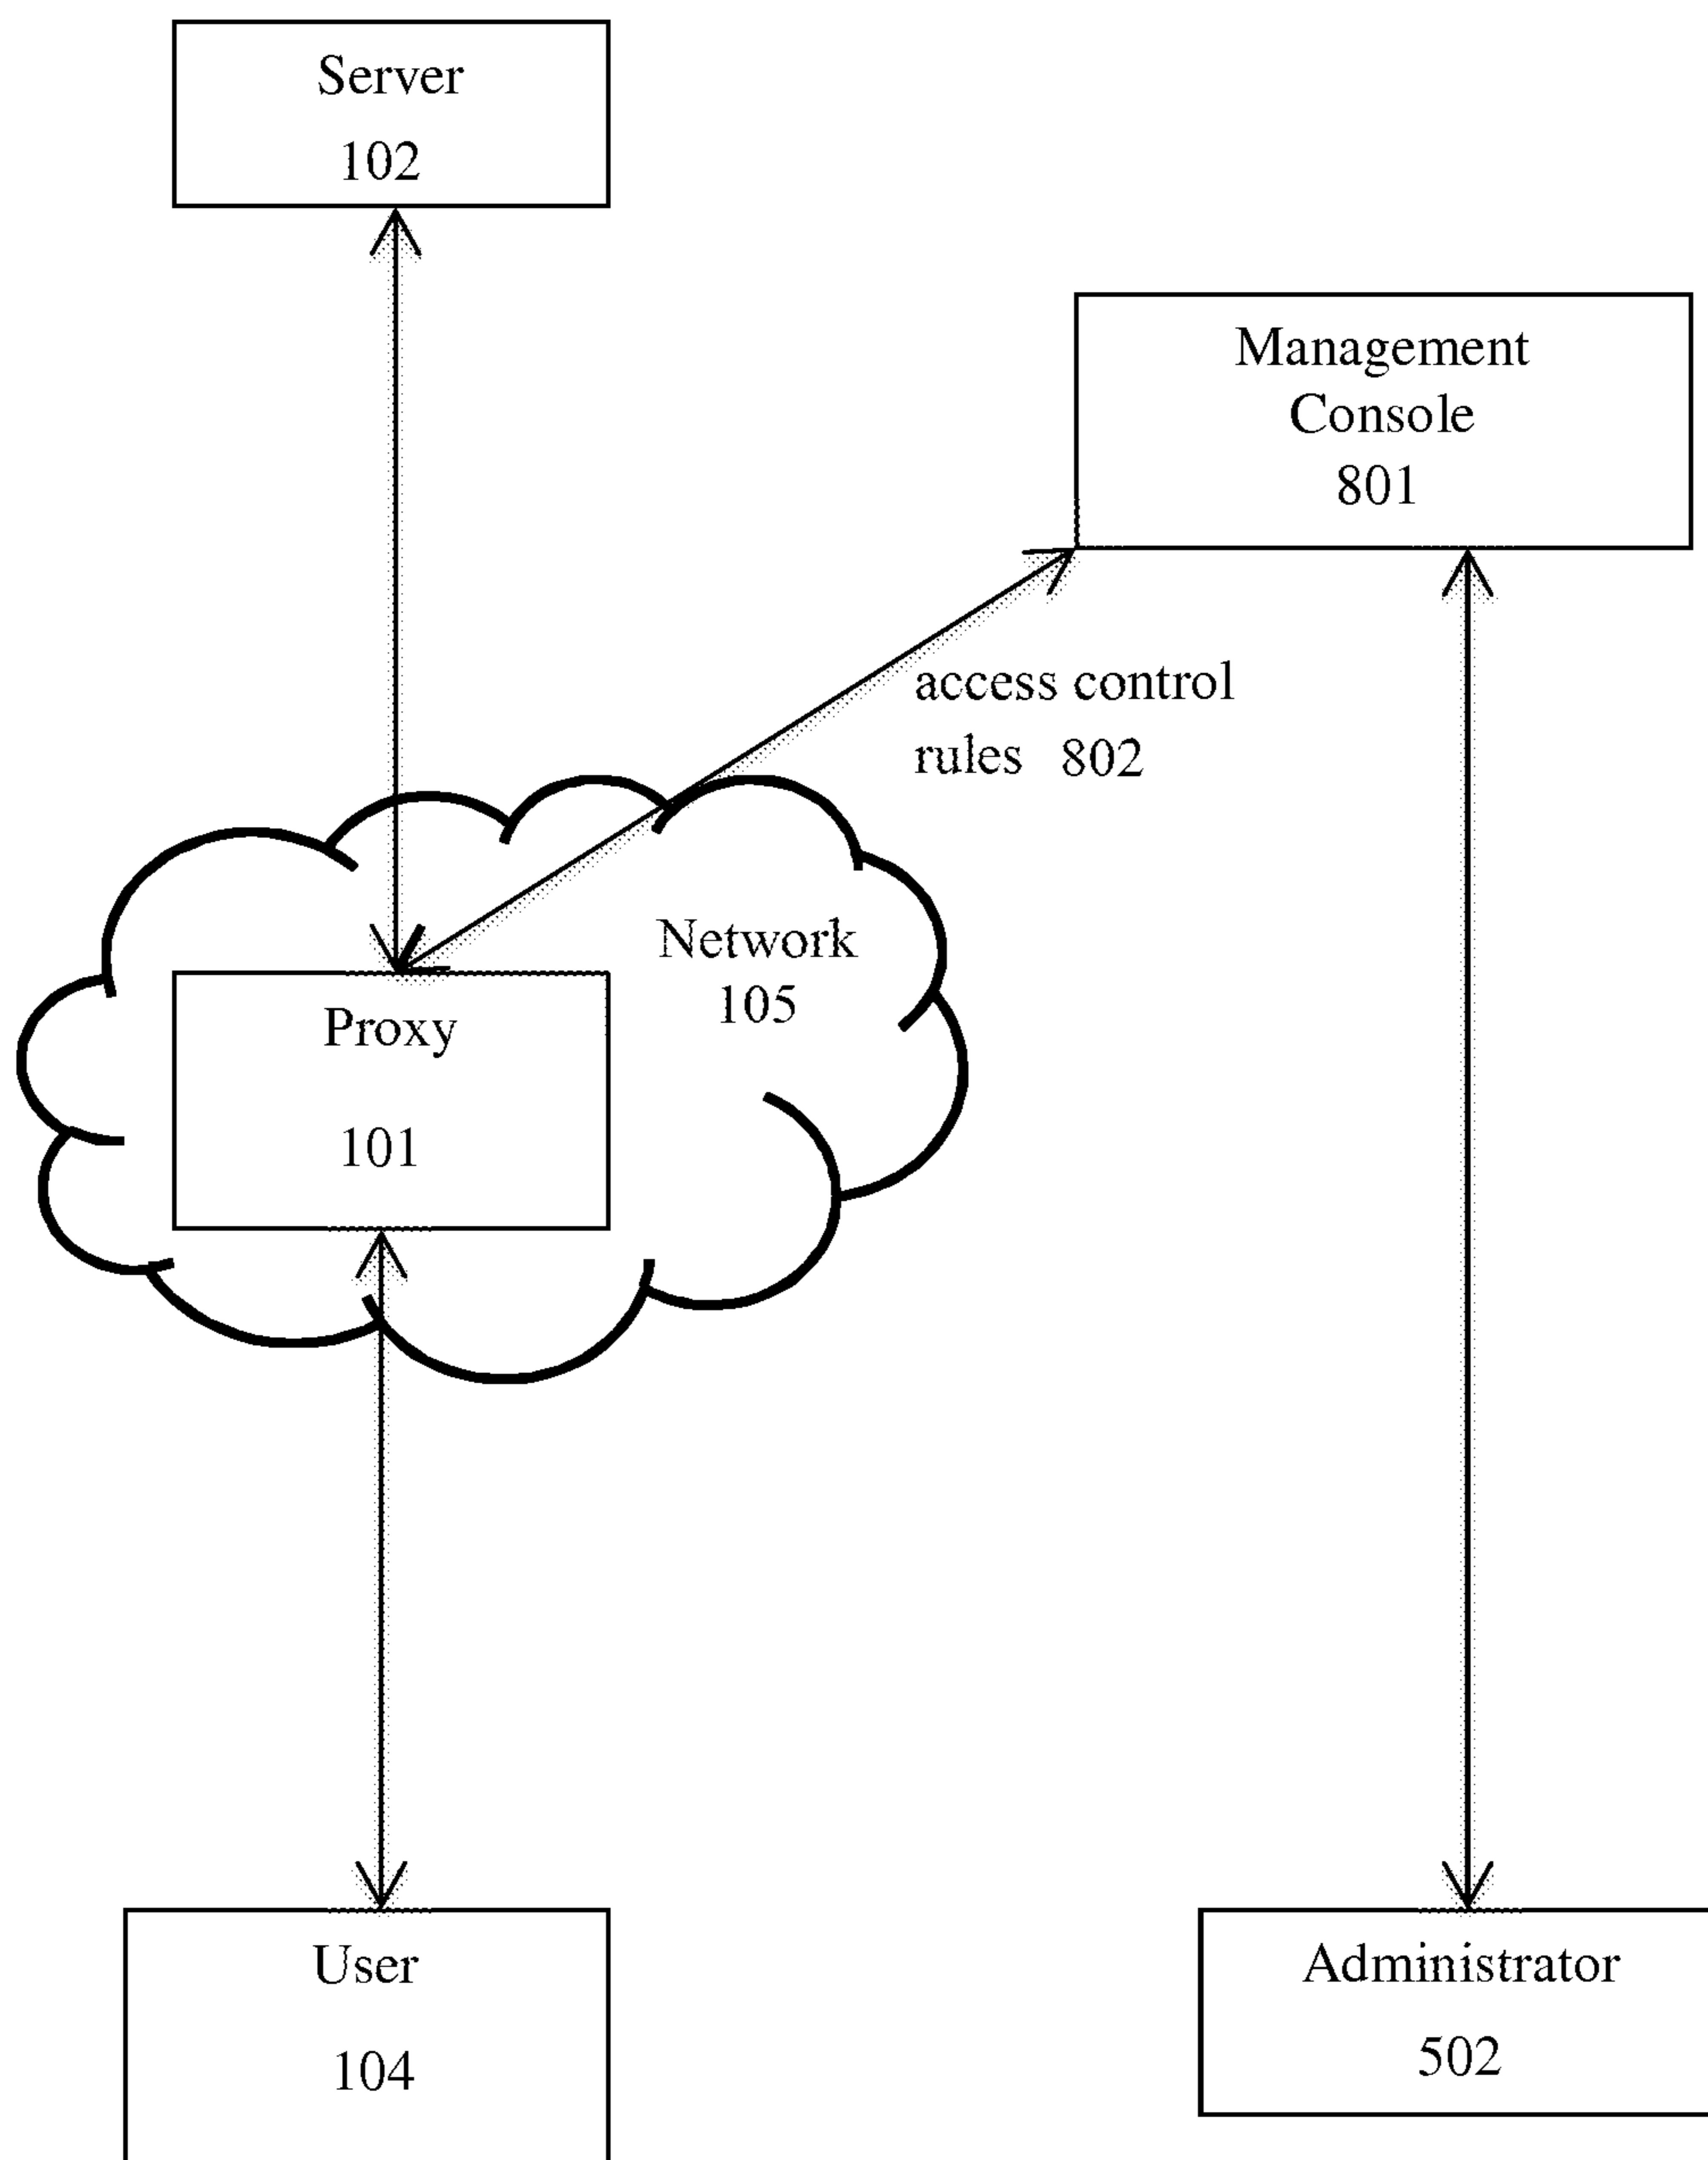 Server
102
Management
Console
801
access control
rules 802
Network
105
Proxy
101
User
104
Administrator
502